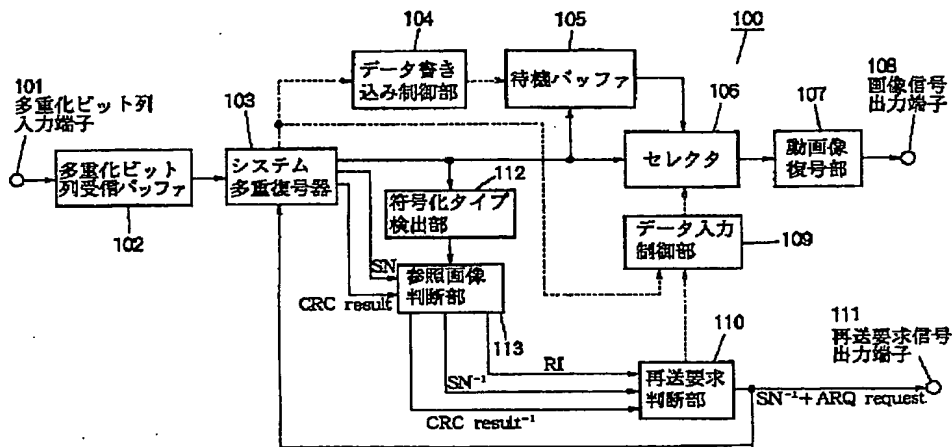 100
101
多重化ビット列
入力端子
多重化ビット
列受信バッファ
102
103
システム
多重復号器
104
データ書き
込み制御部
105
待機バッファ
106
セレクタ
107
動画像
復号部
108
画像信号
出力端子
112
符号化タイプ
検出部
データ入力
制御部
109
SN
CRC result
参照画像
判断部
113
RI
SN⁻¹
CRC result⁻¹
110
再送要求
判断部
111
再送要求信号
出力端子
SN⁻¹+ARQ request